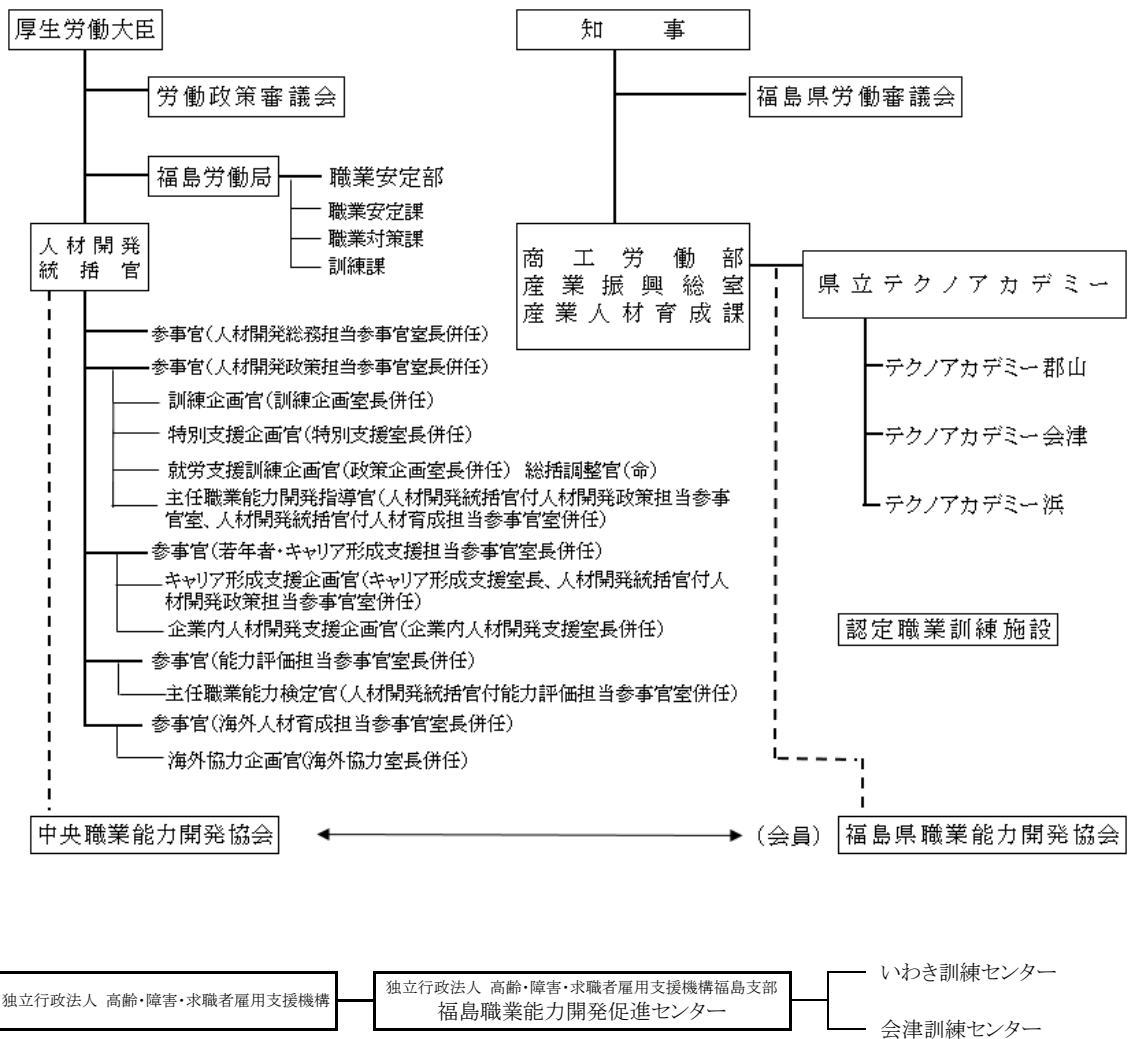 厚生労働大臣
労働政策審議会
福島労働局
職業安定部
職業安定課
職業対策課
訓練課
人材開発
統括官
参事官(人材開発総務担当参事官室長併任)
参事官(人材開発政策担当参事官室長併任)
訓練企画官(訓練企画室長併任)
特別支援企画官(特別支援室長併任)
就労支援訓練企画官(政策企画室長併任) 総括調整官(命)
主任職業能力開発指導官(人材開発統括官付人材開発政策担当参事
官室、人材開発統括官付人材育成担当参事官室併任)
参事官(若年者・キャリア形成支援担当参事官室長併任)
キャリア形成支援企画官(キャリア形成支援室長、人材開発統括官付人
材開発政策担当参事官室併任)
企業内人材開発支援企画官(企業内人材開発支援室長併任)
参事官(能力評価担当参事官室長併任)
主任職業能力検定官(人材開発統括官付能力評価担当参事官室併任)
参事官(海外人材育成担当参事官室長併任)
海外協力企画官(海外協力室長併任)
中央職業能力開発協会
知事
福島県労働審議会
商工労働部
産業振興総室
産業人材育成課
県立テクノアカデミー
テクノアカデミー郡山
テクノアカデミー会津
テクノアカデミー浜
認定職業訓練施設
(会員)
福島県職業能力開発協会
独立行政法人 高齢・障害・求職者雇用支援機構
独立行政法人 高齢・障害・求職者雇用支援機構福島支部
福島職業能力開発促進センター
いわき訓練センター
会津訓練センター